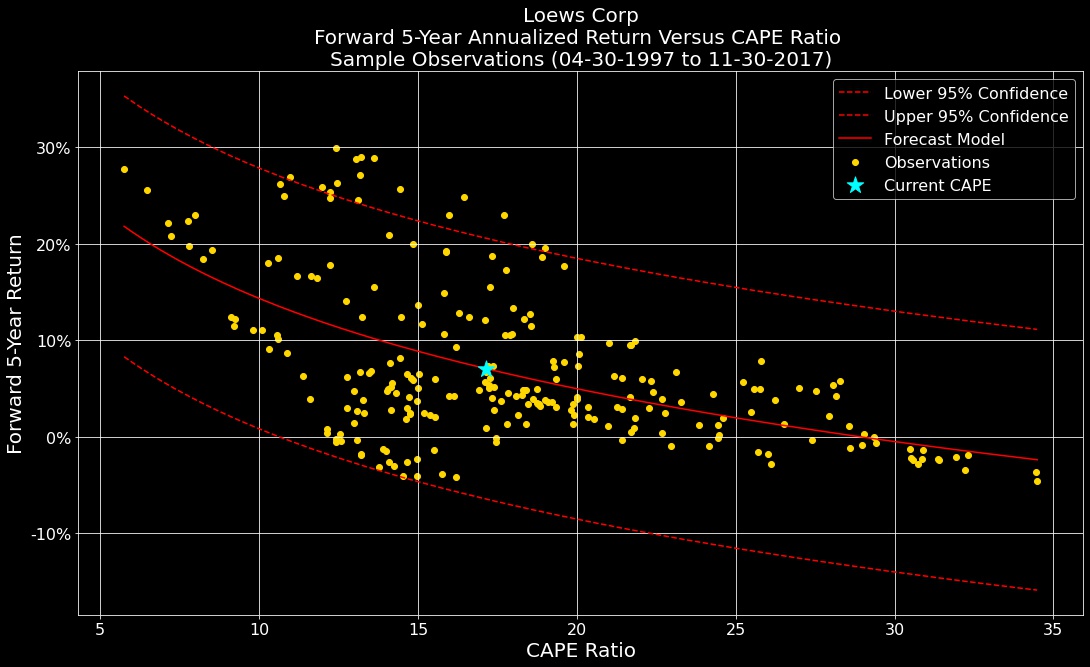 Loews Corp
Forward 5-Year Annualized Return Versus CAPE Ratio
Sample Observations (04-30-1997 to 11-30-2017)
Lower 95% Confidence
Upper 95% Confidence
Forecast Model
Observations
Current CAPE
Forward 5-Year Return
30%
20%
10%
0%
-10%
5 10 15 20 25 30 35
CAPE Ratio